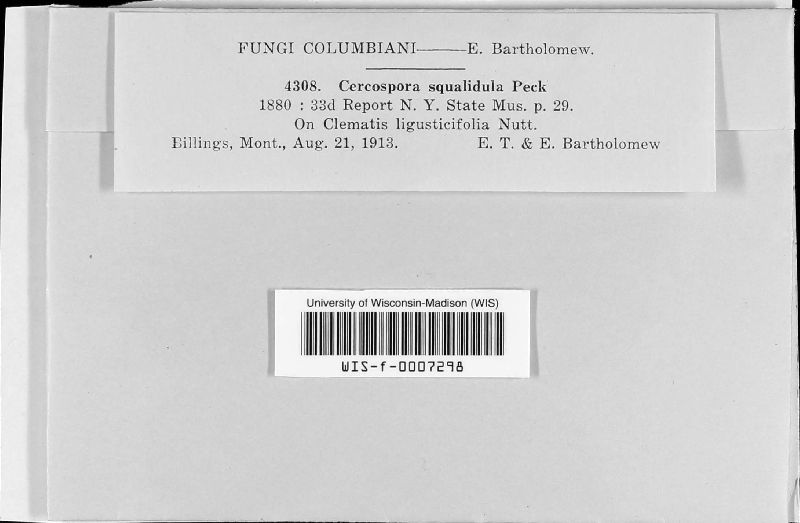 FUNGI COLUMBIANI——E. Bartholomew.
4308. Cercospora squalidula Peck
1880 : 33d Report N. Y. State Mus. p. 29.
On Clematis ligusticifolia Nutt.
Billings, Mont., Aug. 21, 1913. E. T. & E. Bartholomew
University of Wisconsin-Madison (WIS)
WIS-f-0007298